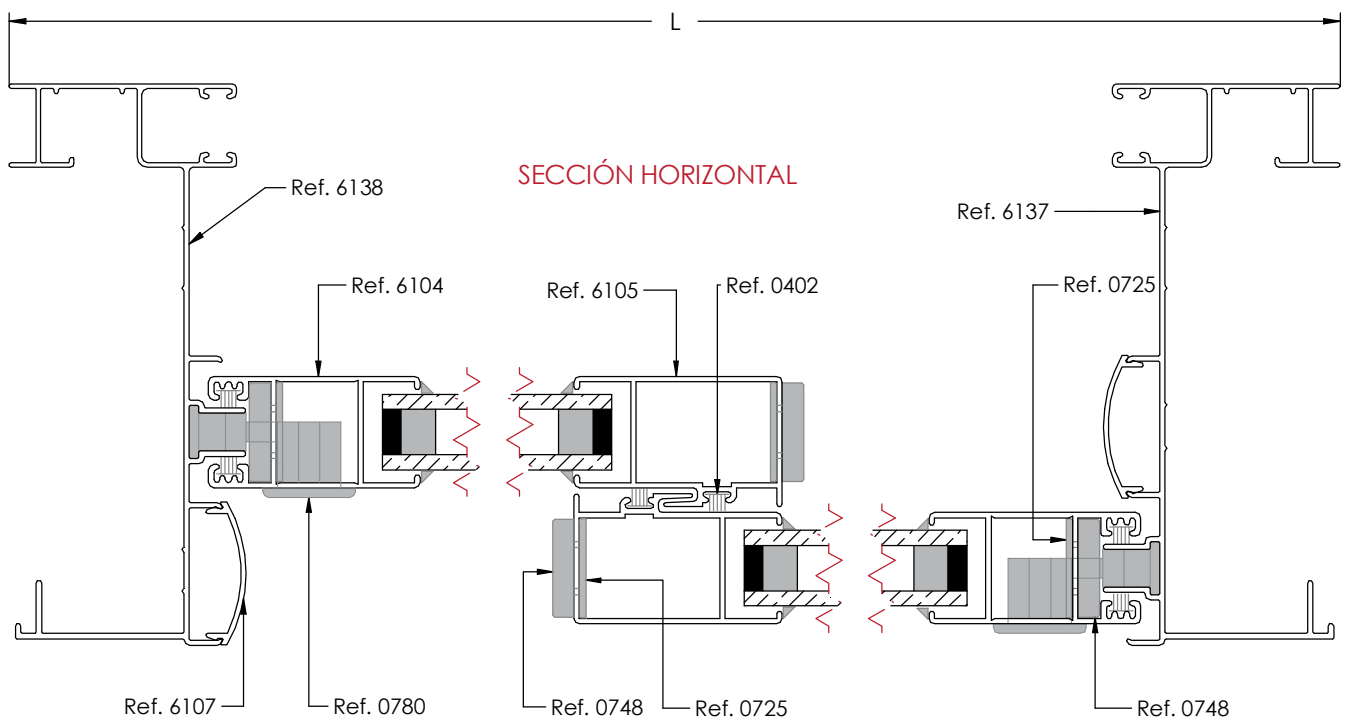 L
SECCIÓN HORIZONTAL
Ref. 6138
Ref. 6137
Ref. 6104
Ref. 6105
Ref. 0402
Ref. 0725
Ref. 6107
Ref. 0780
Ref. 0748
Ref. 0725
Ref. 0748